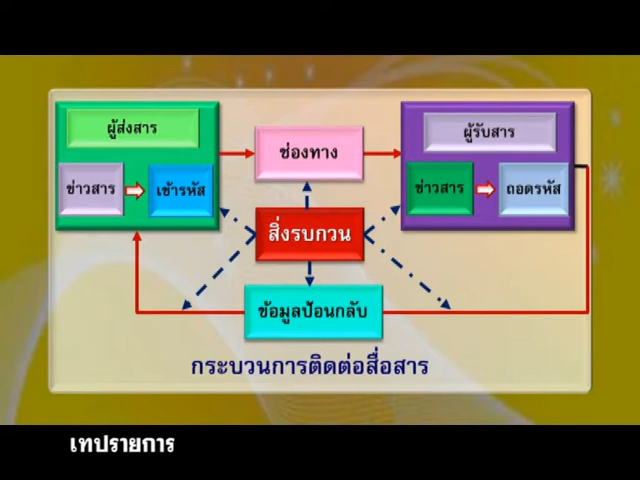 ผู้ส่งสาร
ข่าวสาร
เข้ารหัส
ช่องทาง
ผู้รับสาร
ข่าวสาร
ถอดรหัส
สิ่งรบกวน
ข้อมูลป้อนกลับ
กระบวนการติดต่อสื่อสาร
เทปรายการ